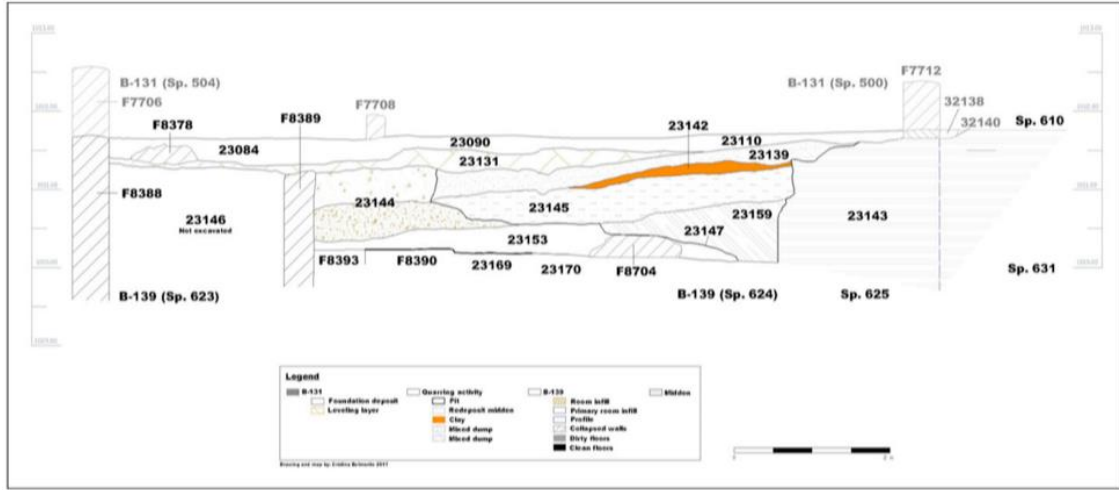 B-131 (Sp. 504)
F7706
F8378
F8389
F7708
B-131 (Sp. 500)
F7712
32138
32140
Sp. 610
23084
23090
23142
23110
23131
23139
F8388
23146
Not excavated
23144
23145
23159
23143
23147
23153
F8393
F8390
23169
23170
F8704
Sp. 631
B-139 (Sp. 623)
B-139 (Sp. 624)
Sp. 625
Legend
B-131
Foundation deposit
Leveling layer
Quarring activity
Pit
Redeposit midden
Clay
Mixed dump
Mixed dump
B-139
Room infill
Primary room infill
Profile
Collapsed walls
Dirty floors
Clean floors
Midden